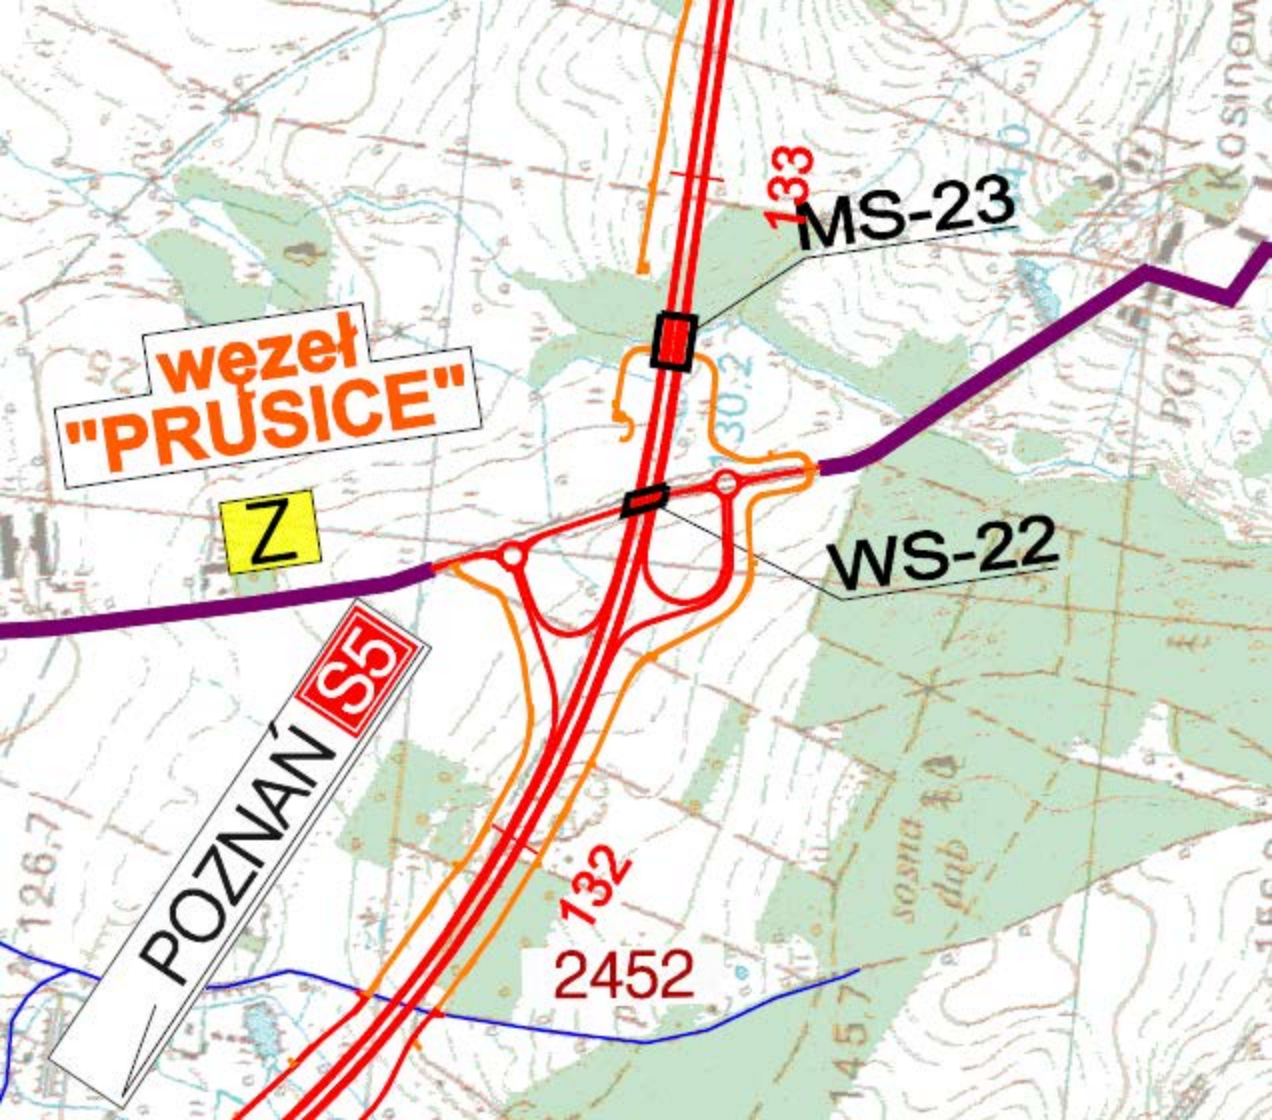 133
MS-23
węzeł
"PRUSICE"
Z
WS-22
S5
POZNAŃ
132
2452
Kosinow
PGR
30.2
sosna
dąb
126.7
145.7